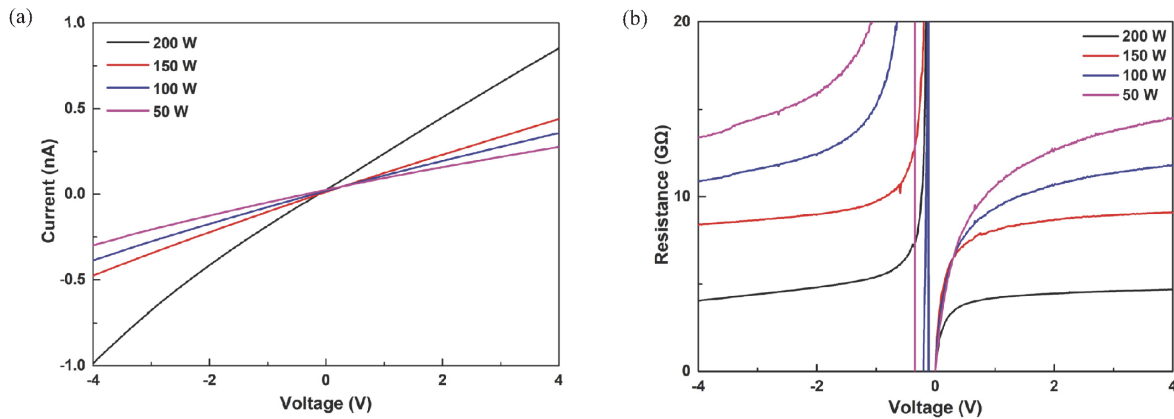 (a)
1.0
0.5
0.0
-0.5
-1.0
Current (nA)
200 W
150 W
100 W
50 W
-4
-2
0
2
4
Voltage (V)
(b)
20
10
0
Resistance (GΩ)
200 W
150 W
100 W
50 W
-4
-2
0
2
4
Voltage (V)